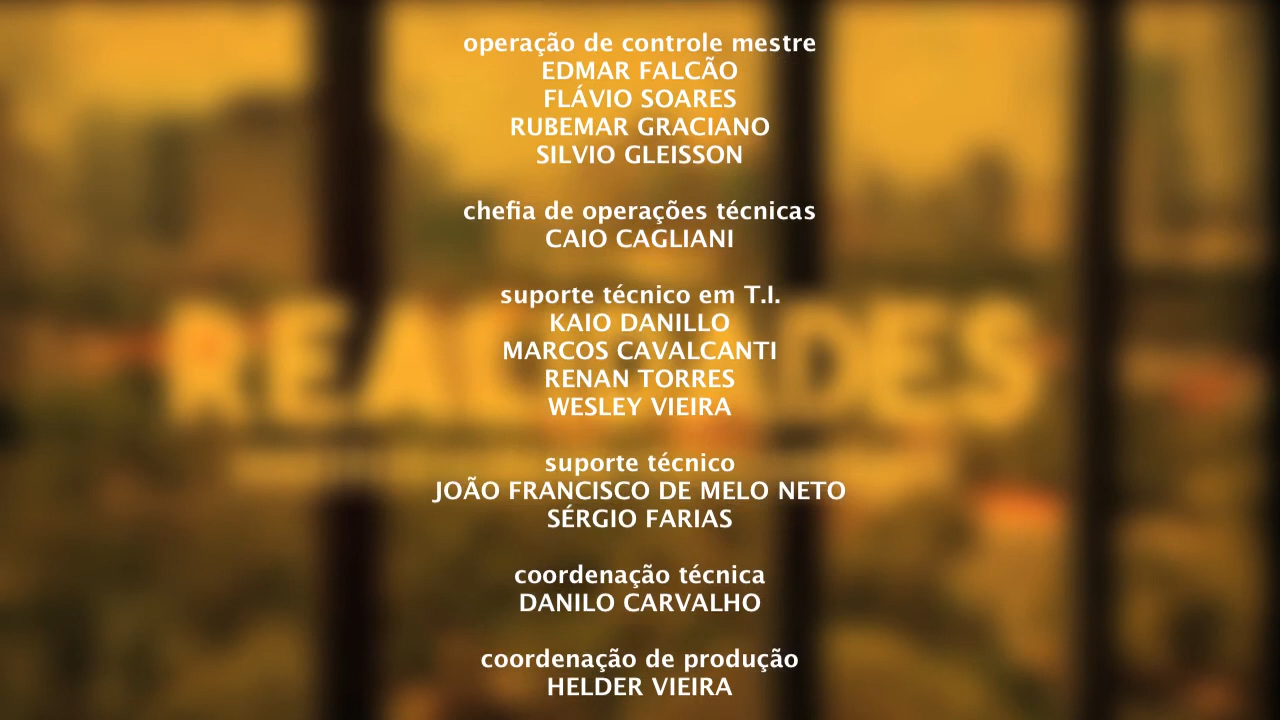 operação de controle mestre
EDMAR FALCÃO
FLÁVIO SOARES
RUBEMAR GRACIANO
SILVIO GLEISSON
chefia de operações técnicas
CAIO CAGLIANI
suporte técnico em T.I.
KAIO DANILLO
MARCOS CAVALCANTI
RENAN TORRES
WESLEY VIEIRA
suporte técnico
JOÃO FRANCISCO DE MELO NETO
SÉRGIO FARIAS
coordenação técnica
DANILO CARVALHO
coordenação de produção
HELDER VIEIRA